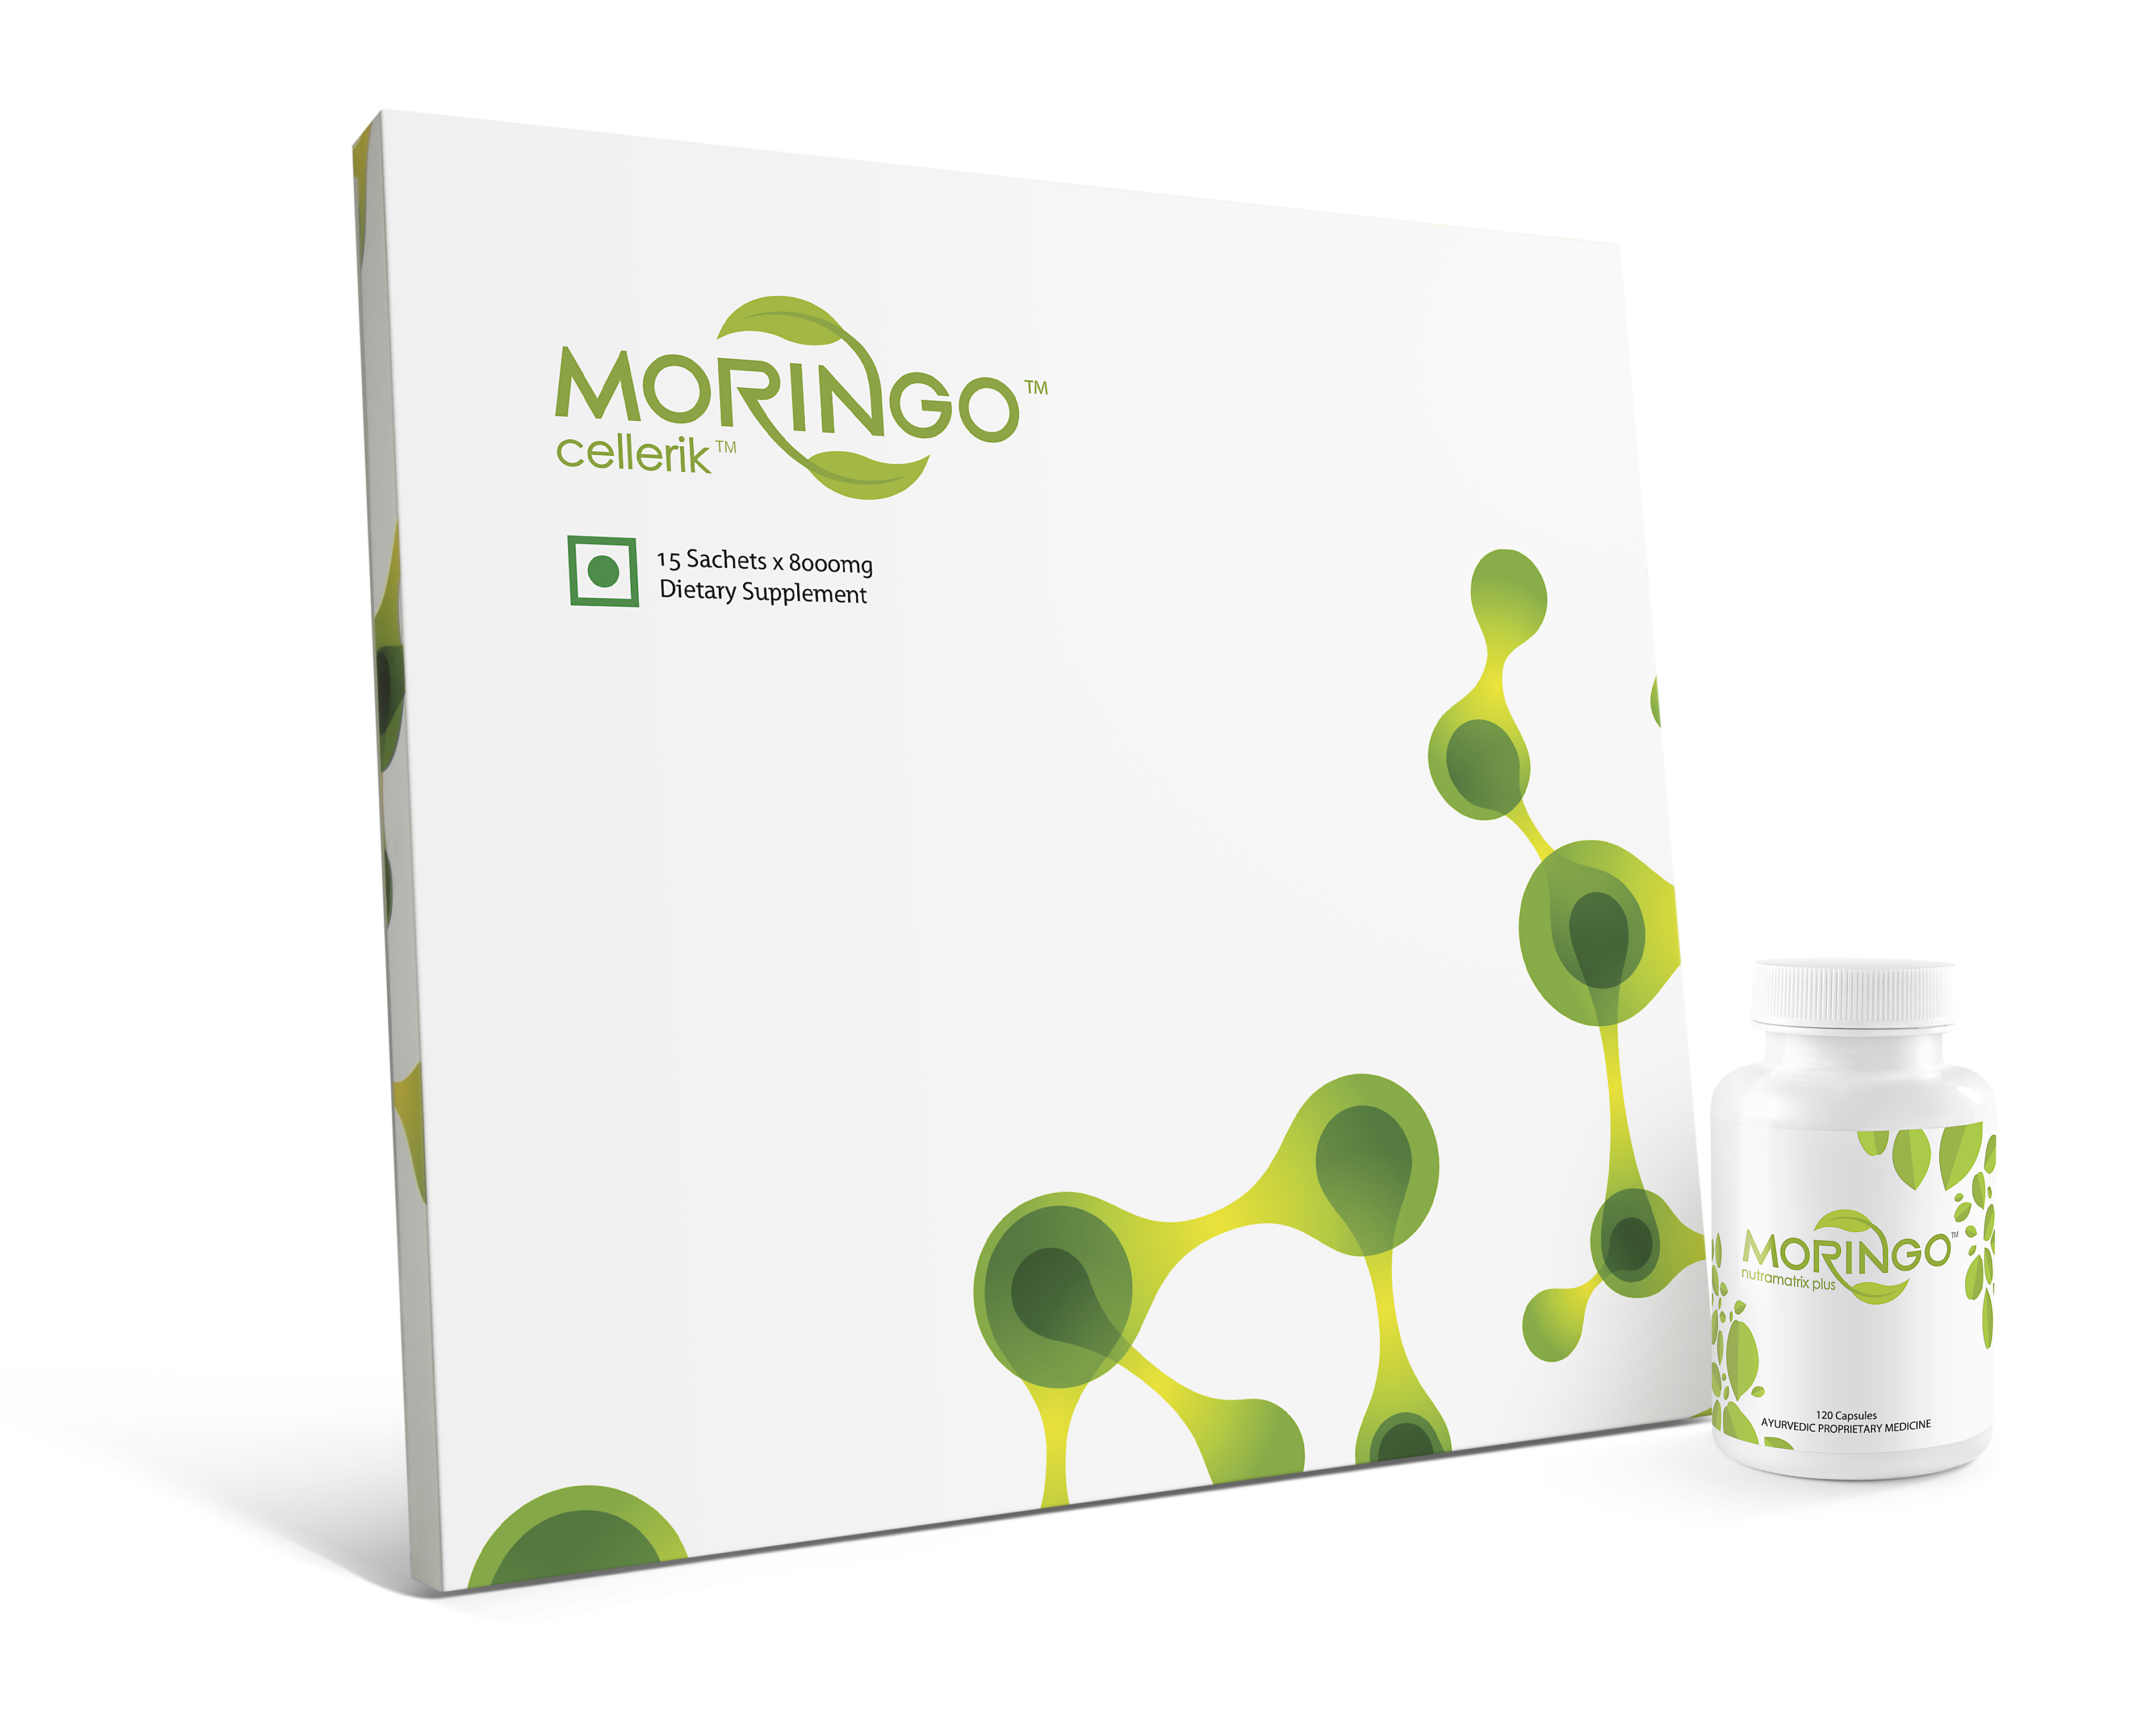 MORINGO™
cellerik™
15 Sachets x 8000mg
Dietary Supplement
MORINGO™
nutramatrix plus
120 Capsules
AYURVEDIC PROPRIETARY MEDICINE